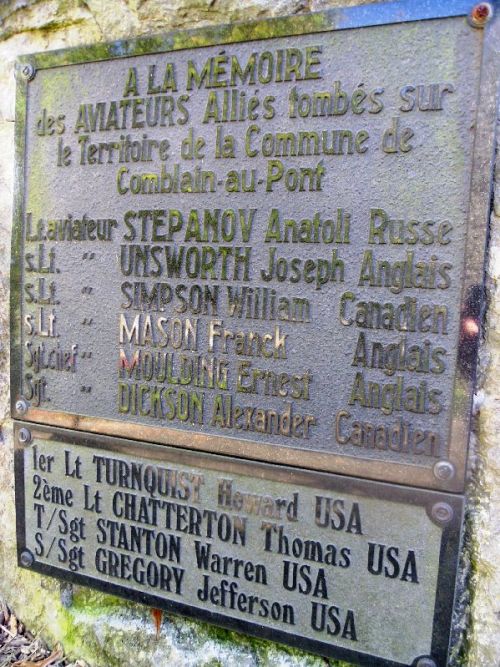 A LA MÉMOIRE
des AVIATEURS Alliés tombés sur
le Territoire de la Commune de
Comblain-au-Pont
Lt.aviateur STEPANOV Anatoli Russe
s.Lt. " UNSWORTH Joseph Anglais
s.Lt. " SIMPSON William Canadien
s.Lt. " MASON Franck Anglais
Sgt.chef " MOULDING Ernest Anglais
Sgt. " DICKSON Alexander Canadien
1er Lt TURNQUIST Howard USA
2ème Lt CHATTERTON Thomas USA
T/Sgt STANTON Warren USA
S/Sgt GREGORY Jefferson USA